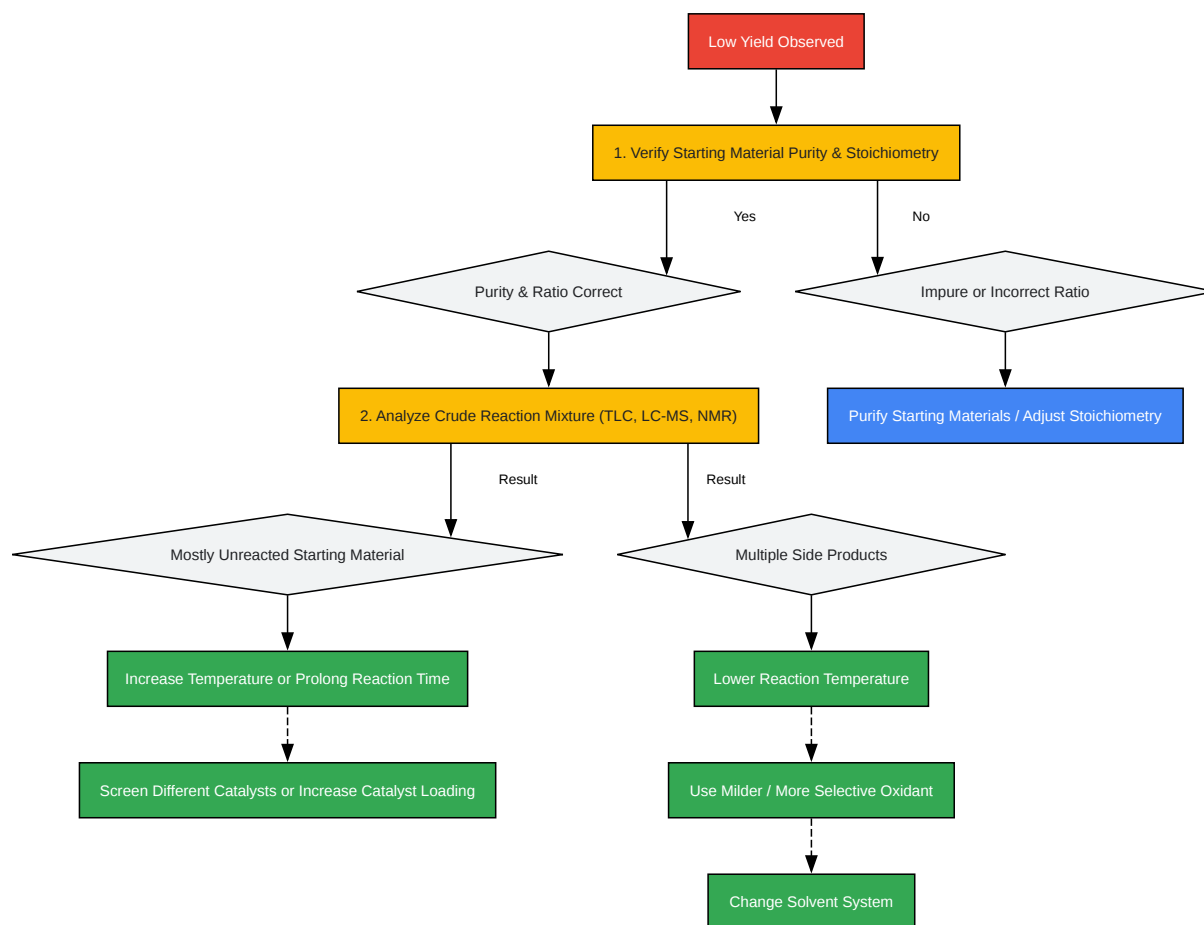 Low Yield Observed
1. Verify Starting Material Purity & Stoichiometry
Yes
No
Purity & Ratio Correct
Impure or Incorrect Ratio
2. Analyze Crude Reaction Mixture (TLC, LC-MS, NMR)
Purify Starting Materials / Adjust Stoichiometry
Result
Result
Mostly Unreacted Starting Material
Multiple Side Products
Increase Temperature or Prolong Reaction Time
Lower Reaction Temperature
Screen Different Catalysts or Increase Catalyst Loading
Use Milder / More Selective Oxidant
Change Solvent System